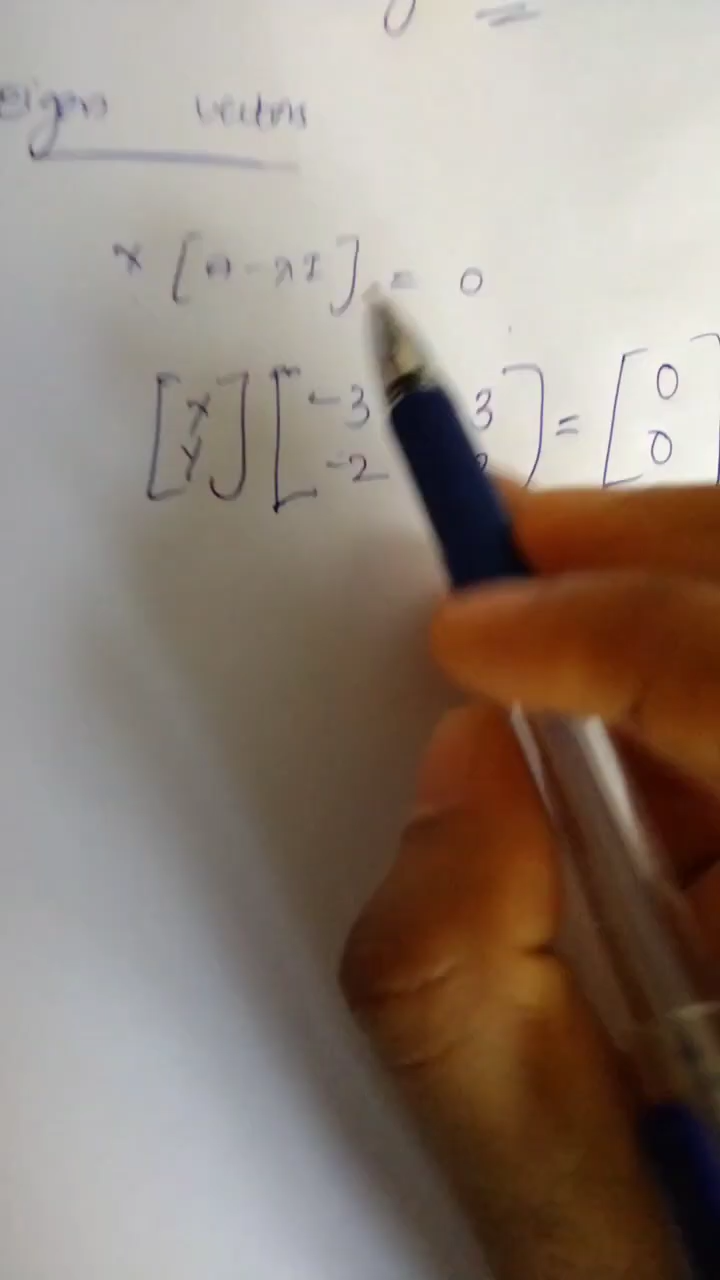 eigen vectors
x [A - λI] = 0
[x y] [-3 3 -2] = [0 0]